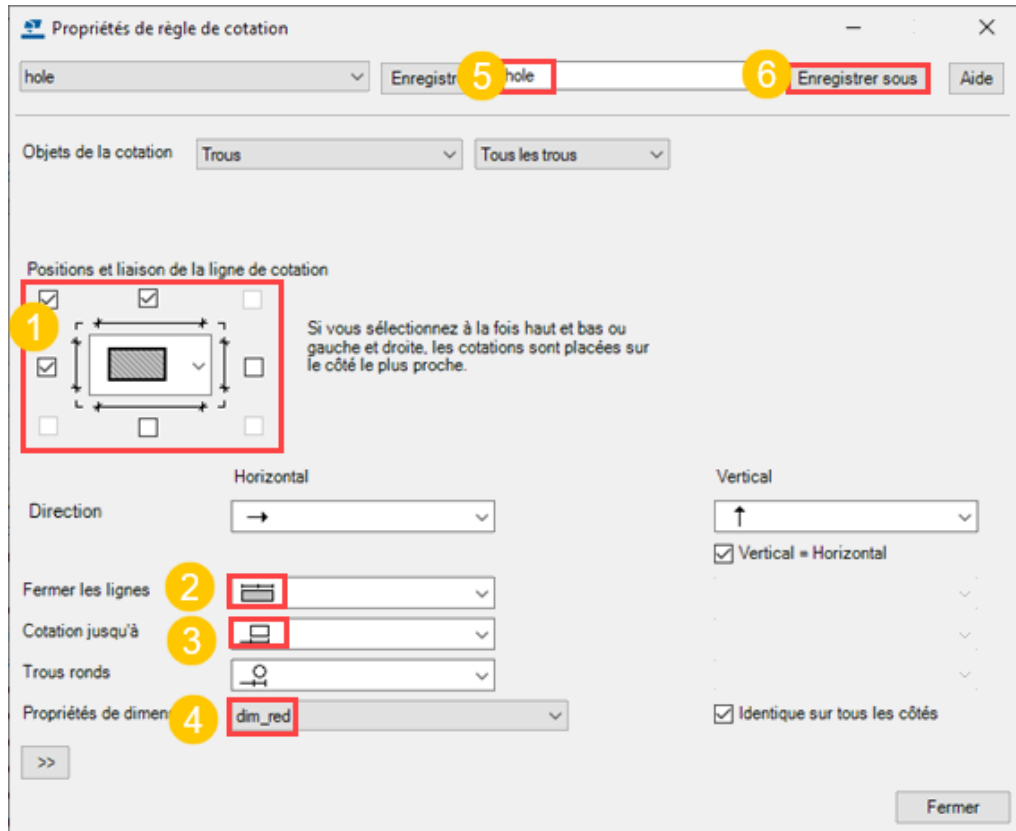 Propriétés de règle de cotation
hole
Enregistr
5
hole
6
Enregistrer sous
Aide
Objets de la cotation
Trous
Tous les trous
Positions et liaison de la ligne de cotation
1
Si vous sélectionnez à la fois haut et bas ou
gauche et droite, les cotations sont placées sur
le côté le plus proche.
Horizontal
Vertical
Direction
Vertical = Horizontal
Fermer les lignes
2
Cotation jusqu'à
3
Trous ronds
Propriétés de dimen
4
dim_red
Identique sur tous les côtés
>>
Fermer